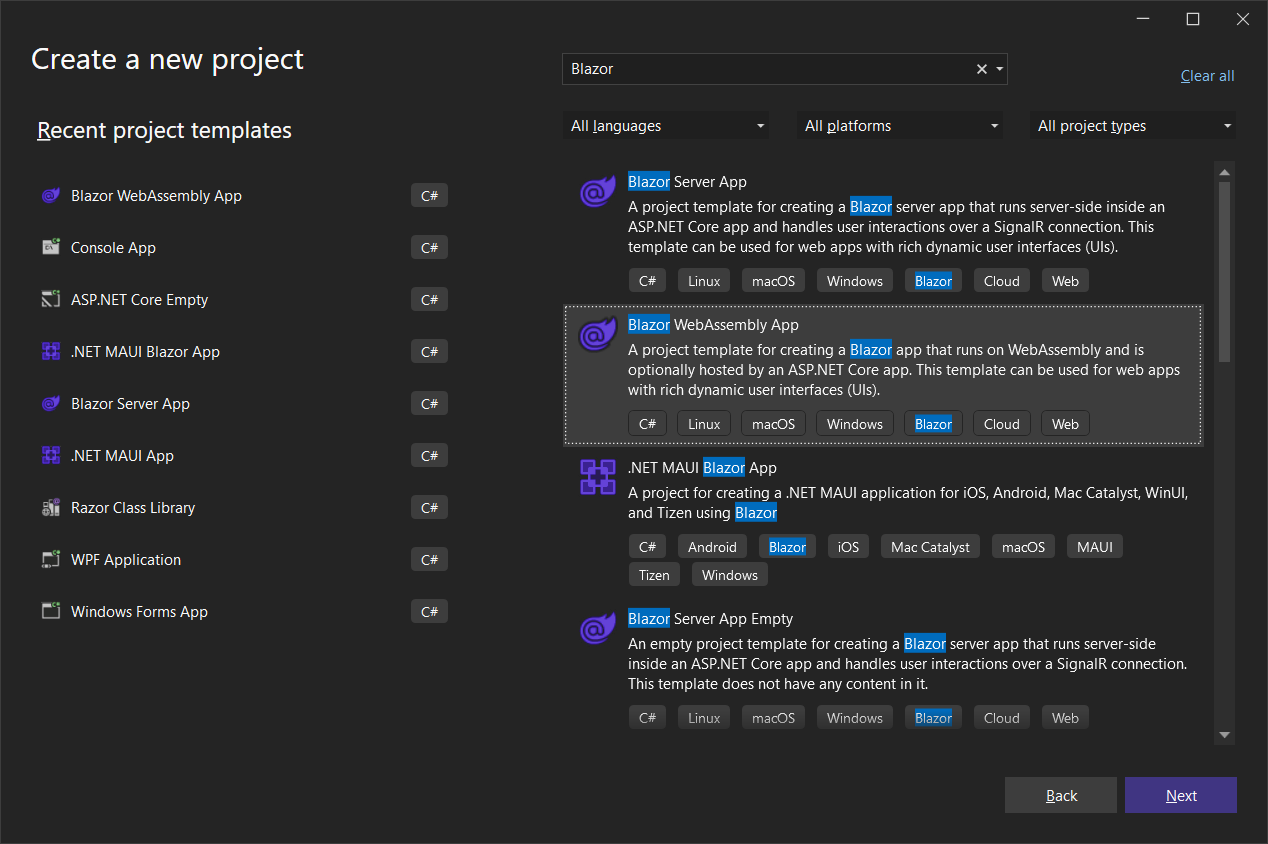 Create a new project
Blazor
Clear all
Recent project templates
All languages
All platforms
All project types
Blazor WebAssembly App
C#
Console App
C#
ASP.NET Core Empty
C#
.NET MAUI Blazor App
C#
Blazor Server App
C#
.NET MAUI App
C#
Razor Class Library
C#
WPF Application
C#
Windows Forms App
C#
Blazor Server App
A project template for creating a Blazor server app that runs server-side inside an
ASP.NET Core app and handles user interactions over a SignalR connection. This
template can be used for web apps with rich dynamic user interfaces (UIs).
C# Linux macOS Windows Blazor Cloud Web
Blazor WebAssembly App
A project template for creating a Blazor app that runs on WebAssembly and is
optionally hosted by an ASP.NET Core app. This template can be used for web apps
with rich dynamic user interfaces (UIs).
C# Linux macOS Windows Blazor Cloud Web
.NET MAUI Blazor App
A project for creating a .NET MAUI application for iOS, Android, Mac Catalyst, WinUI,
and Tizen using Blazor
C# Android Blazor iOS Mac Catalyst macOS MAUI
Tizen Windows
Blazor Server App Empty
An empty project template for creating a Blazor server app that runs server-side
inside an ASP.NET Core app and handles user interactions over a SignalR connection.
This template does not have any content in it.
C# Linux macOS Windows Blazor Cloud Web
Back
Next